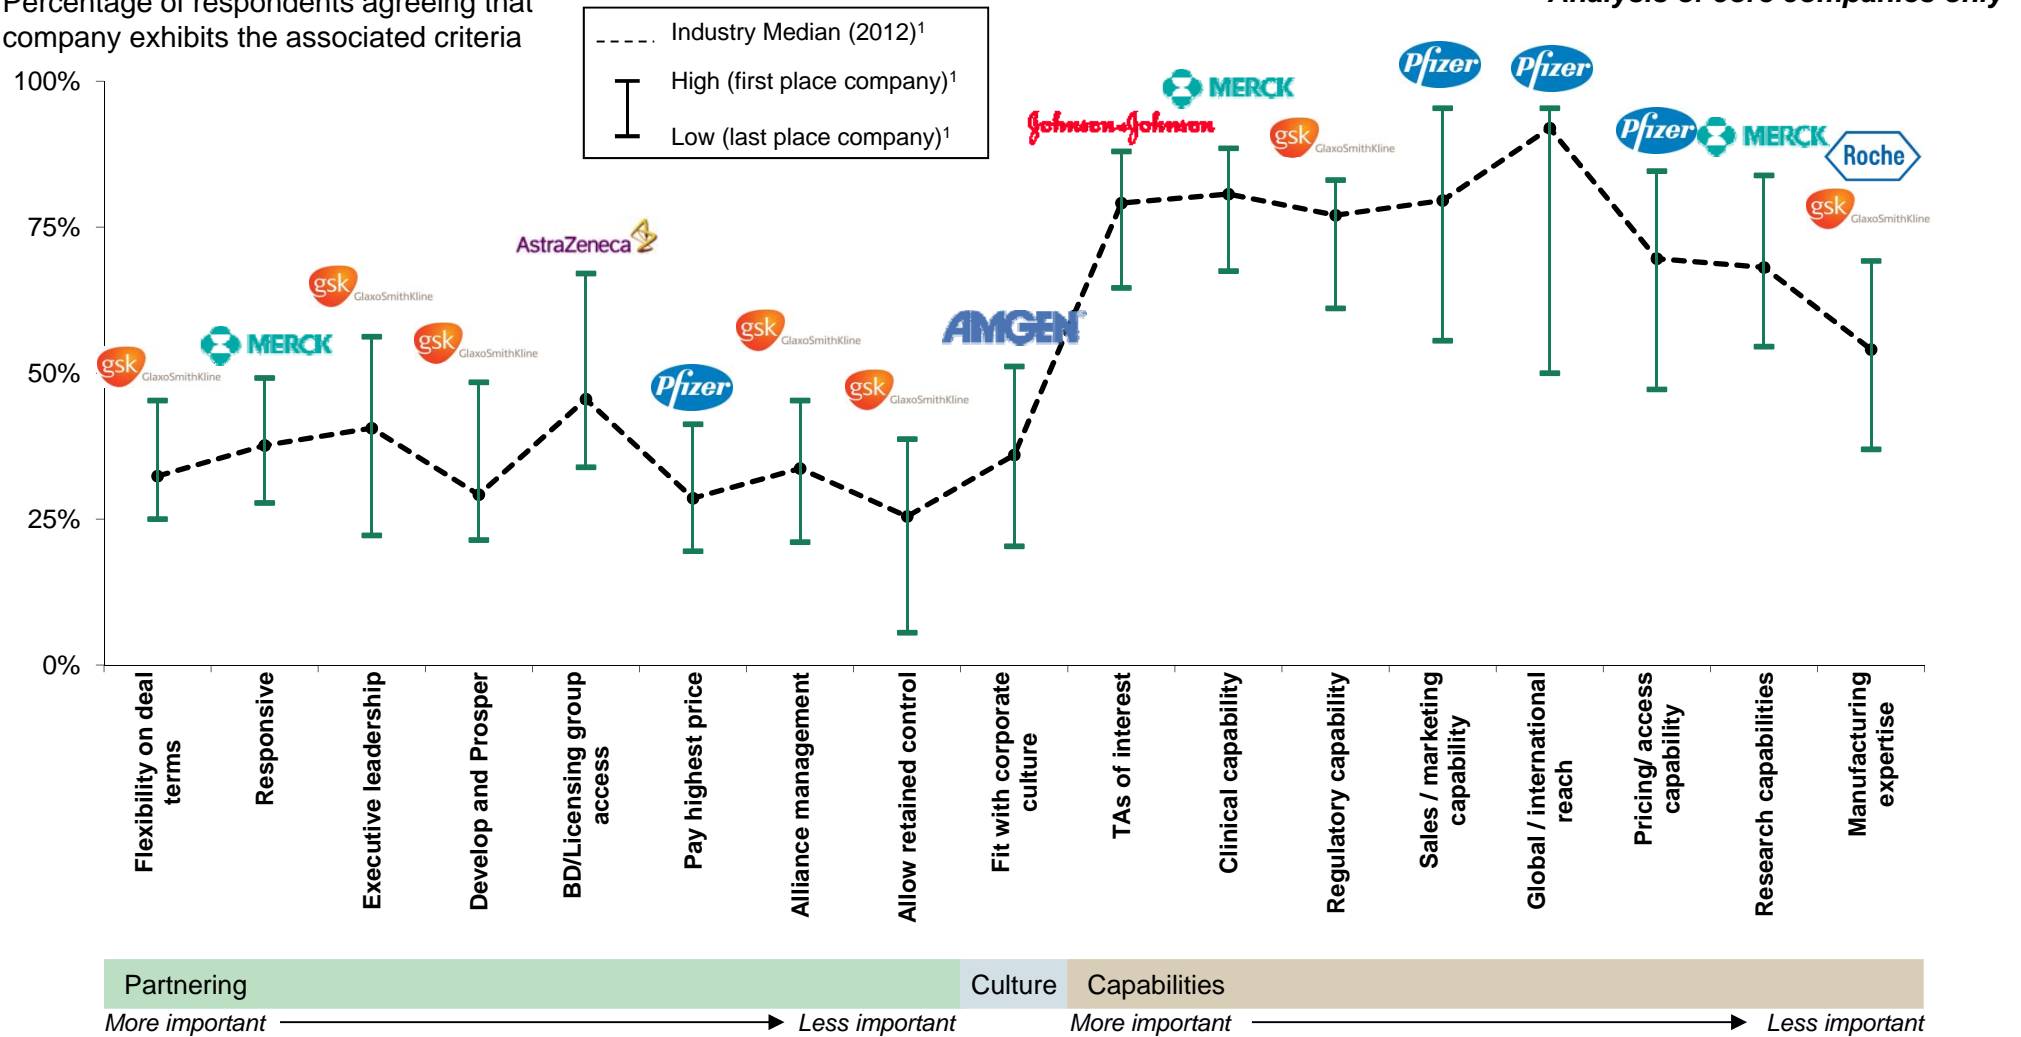 Percentage of respondents agreeing that
company exhibits the associated criteria
Analysis of core companies only
Industry Median (2012)¹
High (first place company)¹
Low (last place company)¹
100%
75%
50%
25%
0%
gsk GlaxoSmithKline
MERCK
gsk GlaxoSmithKline
gsk GlaxoSmithKline
AstraZeneca
Pfizer
gsk GlaxoSmithKline
gsk GlaxoSmithKline
AMGEN
Johnson & Johnson
MERCK
gsk GlaxoSmithKline
Pfizer
Pfizer
Pfizer
MERCK
Roche
gsk GlaxoSmithKline
Flexibility on deal
terms
Responsive
Executive leadership
Develop and Prosper
BD/Licensing group
access
Pay highest price
Alliance management
Allow retained control
Fit with corporate
culture
TAs of interest
Clinical capability
Regulatory capability
Sales / marketing
capability
Global / international
reach
Pricing/ access
capability
Research capabilities
Manufacturing
expertise
Partnering
Culture
Capabilities
More important
Less important
More important
Less important